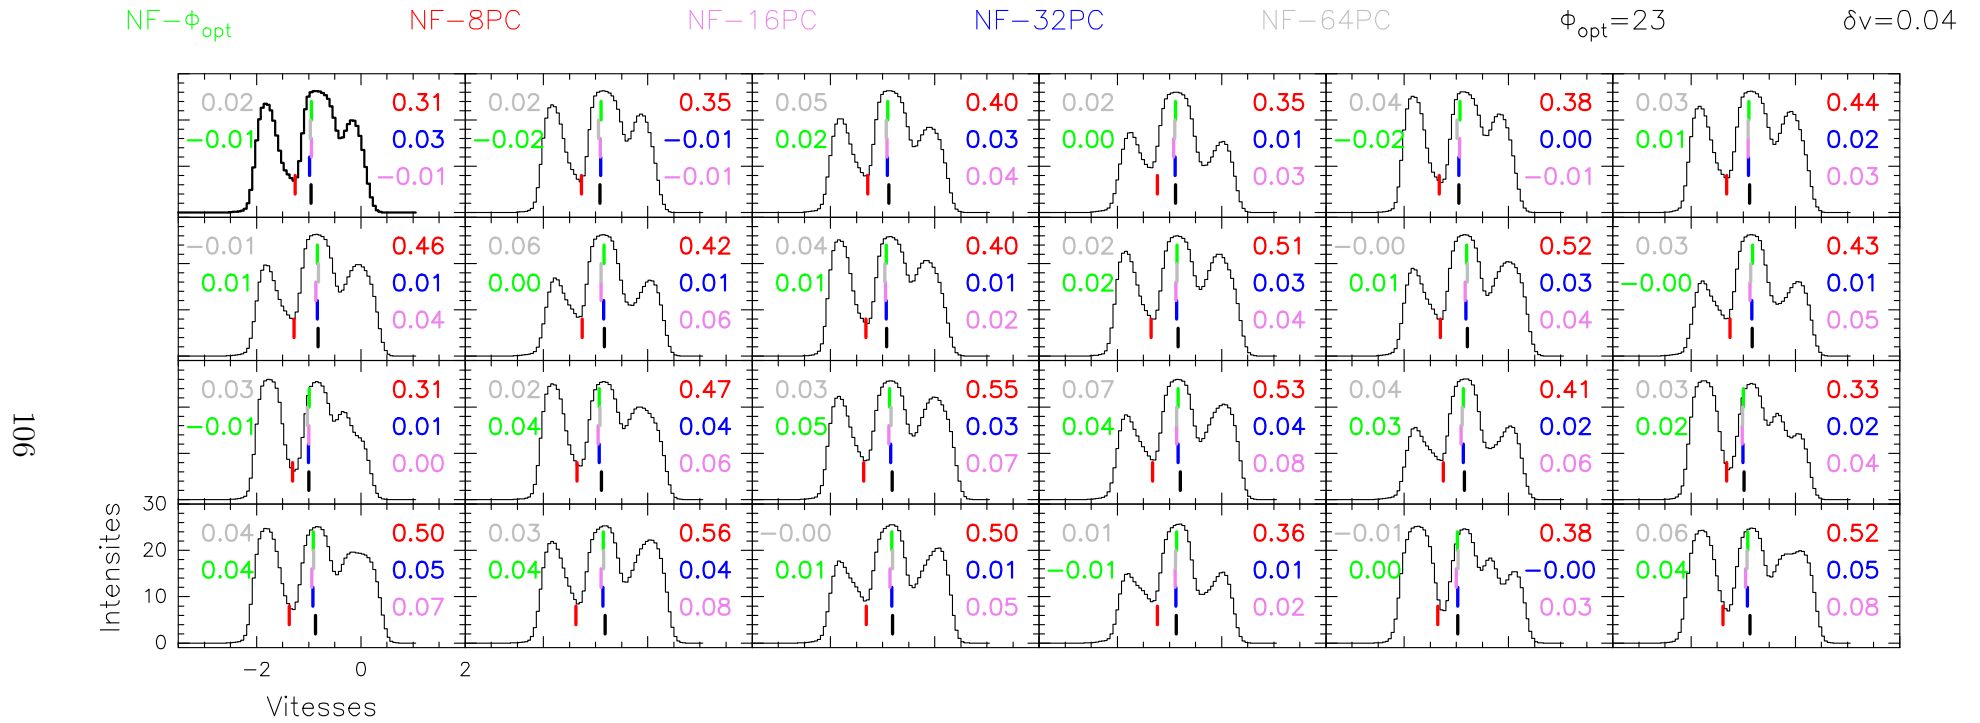 NF−Φopt NF−8PC NF−16PC NF−32PC NF−64PC Φopt=23 δv=0.04
0.02 0.31 0.02 0.35 0.05 0.40 0.02 0.35 0.04 0.38 0.03 0.44
−0.01 0.03 −0.02 −0.01 0.02 0.03 0.00 0.01 −0.02 0.00 0.01 0.02
−0.01 −0.01 0.04 0.03 −0.01 0.03
−0.01 0.46 0.06 0.42 0.04 0.40 0.02 0.51 −0.00 0.52 0.03 0.43
0.01 0.01 0.00 0.01 0.01 0.01 0.02 0.03 0.01 0.03 −0.00 0.01
0.04 0.06 0.02 0.04 0.04 0.05
0.03 0.31 0.02 0.47 0.03 0.55 0.07 0.53 0.04 0.41 0.03 0.33
−0.01 0.01 0.04 0.04 0.05 0.03 0.04 0.04 0.03 0.02 0.02 0.02
0.00 0.06 0.07 0.08 0.06 0.04
30
0.04 0.50 0.03 0.56 −0.00 0.50 0.01 0.36 −0.01 0.38 0.06 0.52
20
0.04 0.05 0.04 0.04 0.01 0.01 −0.01 0.01 0.00 −0.00 0.04 0.05
10
0.07 0.08 0.05 0.02 0.03 0.08
0
Intensites
−2 0 2
Vitesses
106